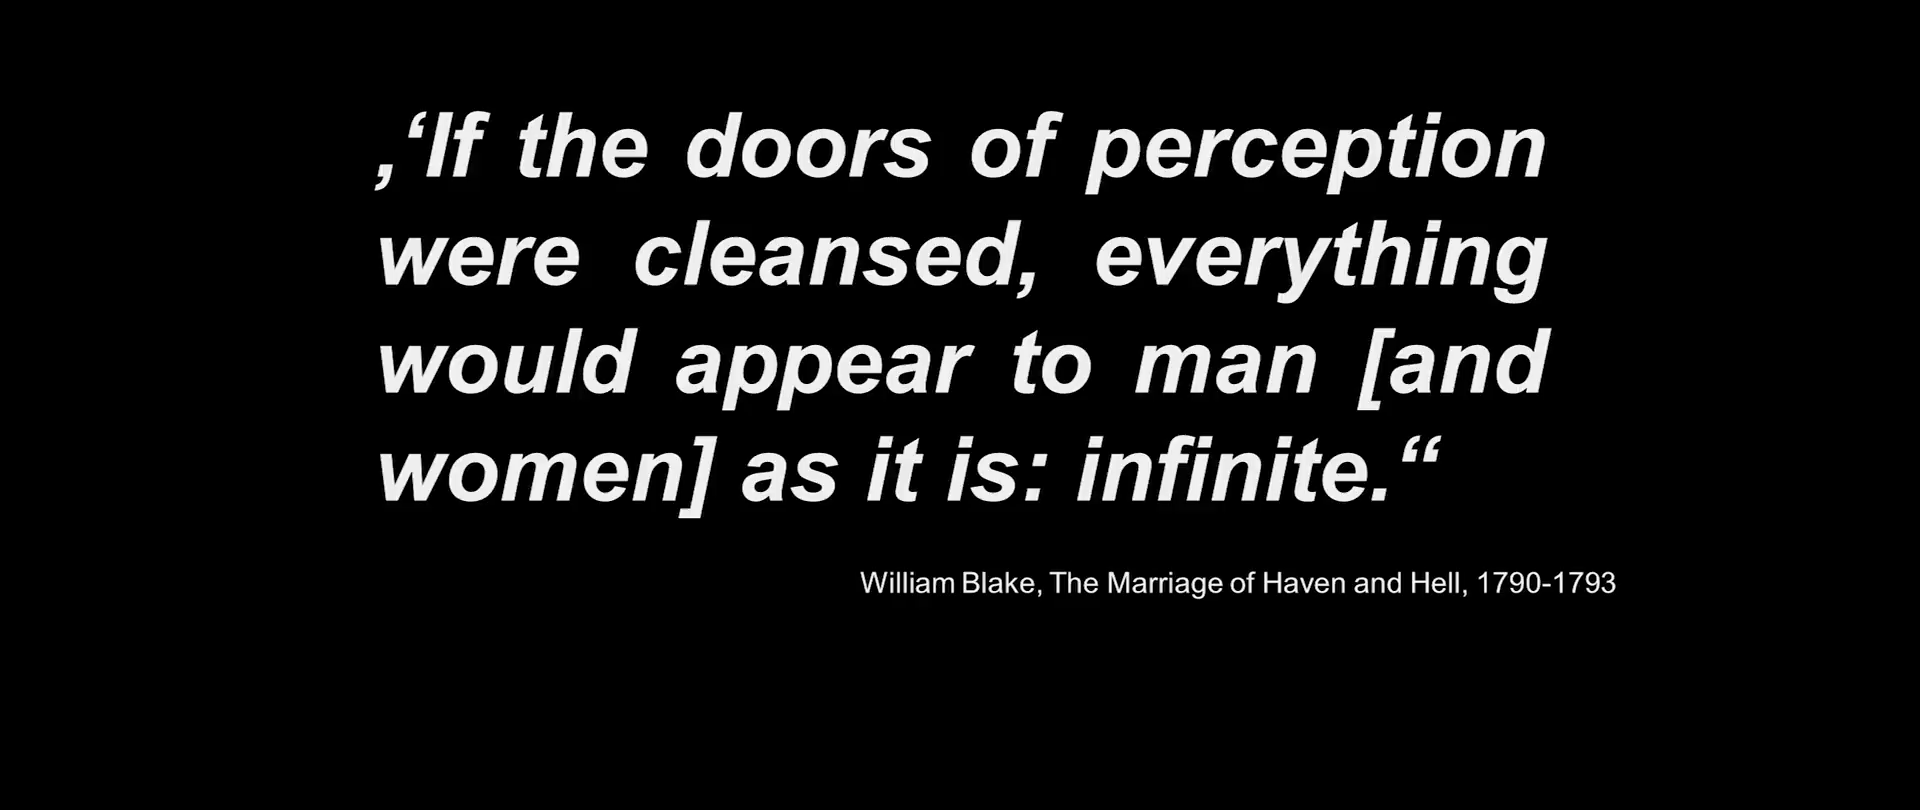 ‚‘If the doors of perception
were cleansed, everything
would appear to man [and
women] as it is: infinite.“
William Blake, The Marriage of Haven and Hell, 1790-1793